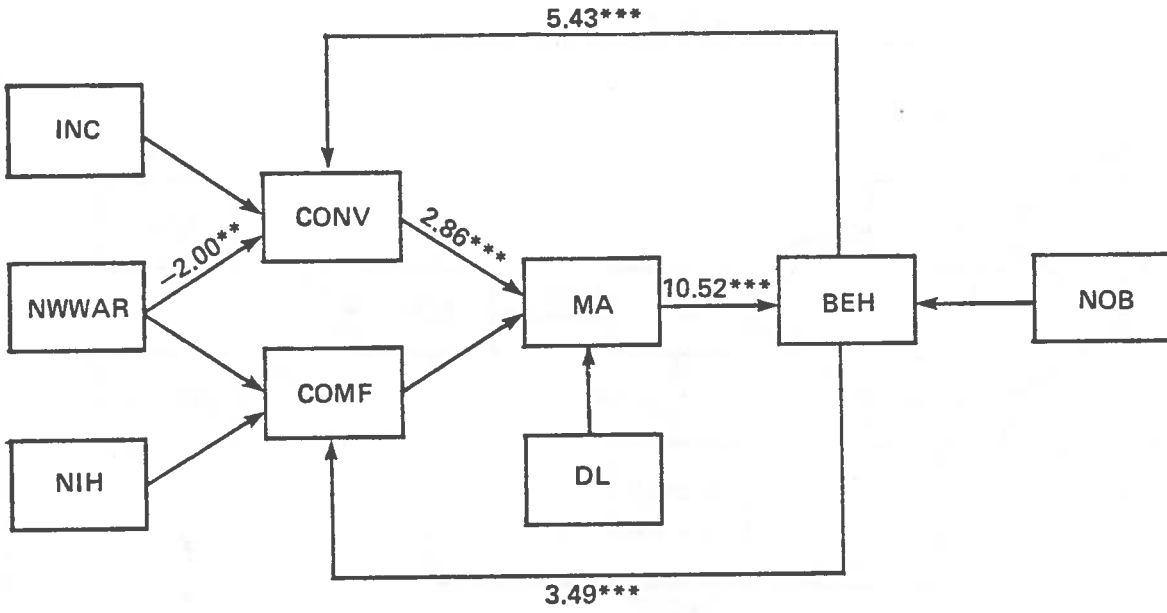 5.43***
INC
CONV
2.86***
−2.00**
NWWAR
MA
10.52***
BEH
NOB
COMF
NIH
DL
3.49***